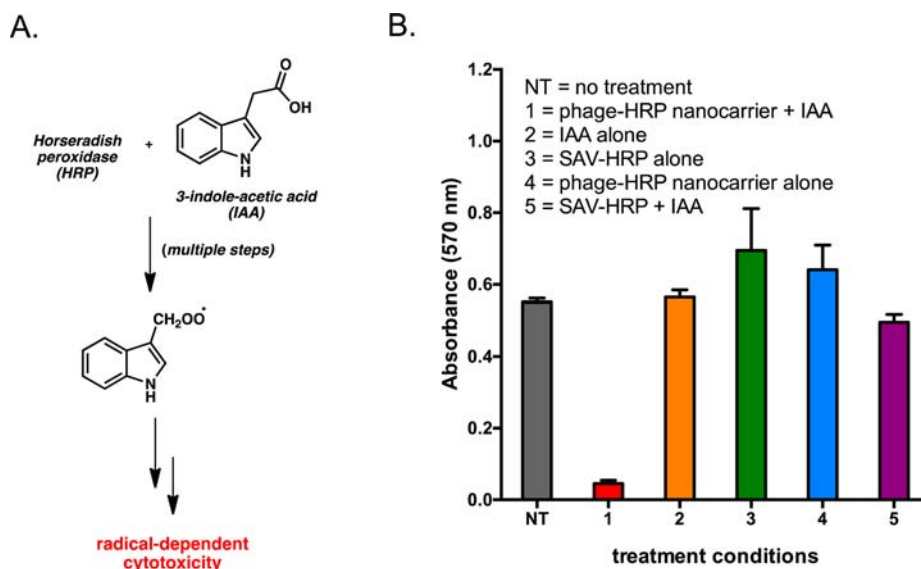 A.
Horseradish
peroxidase
(HRP)
+
O
OH
N
H
3-indole-acetic acid
(IAA)
(multiple steps)
CH2OO•
N
H
radical-dependent
cytotoxicity
B.
Absorbance (570 nm)
1.2
1.0
0.8
0.6
0.4
0.2
0.0
NT = no treatment
1 = phage-HRP nanocarrier + IAA
2 = IAA alone
3 = SAV-HRP alone
4 = phage-HRP nanocarrier alone
5 = SAV-HRP + IAA
NT 1 2 3 4 5
treatment conditions